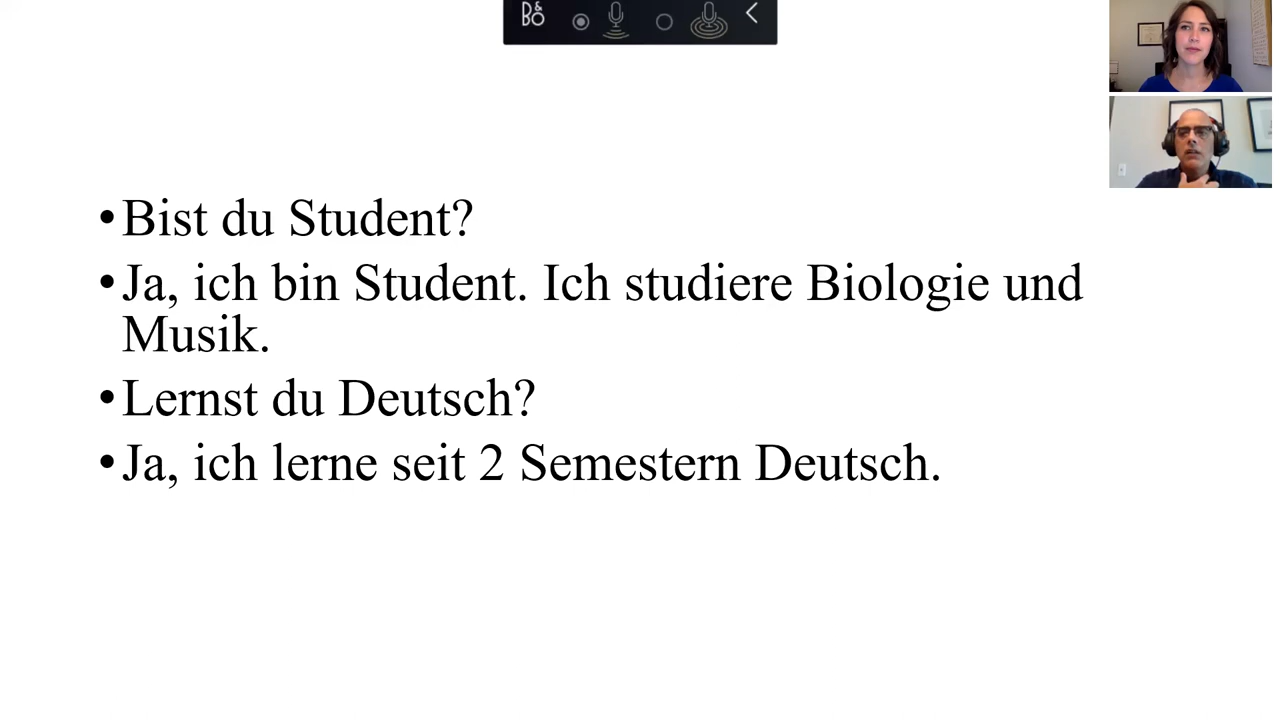 B&O
•Bist du Student?
•Ja, ich bin Student. Ich studiere Biologie und
Musik.
•Lernst du Deutsch?
•Ja, ich lerne seit 2 Semestern Deutsch.